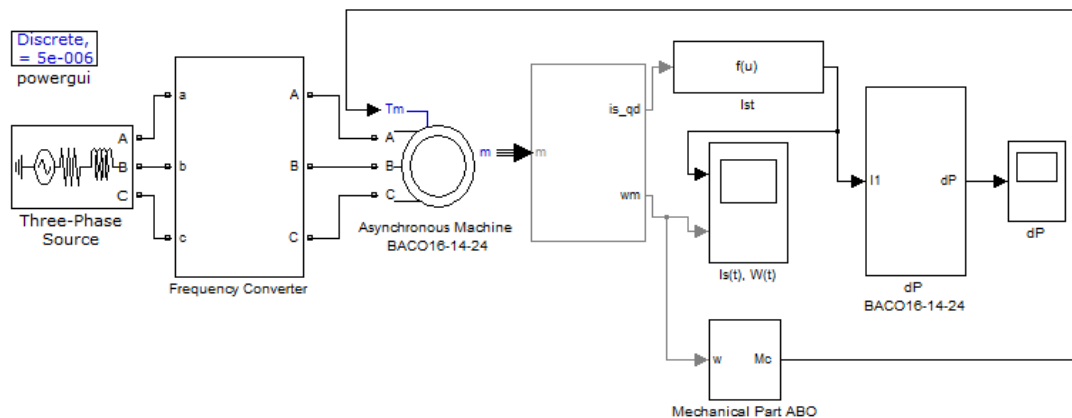 Discrete,
= 5e-006
powergui
A
B
C
Three-Phase
Source
a
b
c
A
B
C
Frequency Converter
Tm
A
B
C
m
Asynchronous Machine
BACO16-14-24
m
is_qd
wm
f(u)
Ist
Is(t), W(t)
I1
dP
dP
BACO16-14-24
dP
w
Mc
Mechanical Part ABO